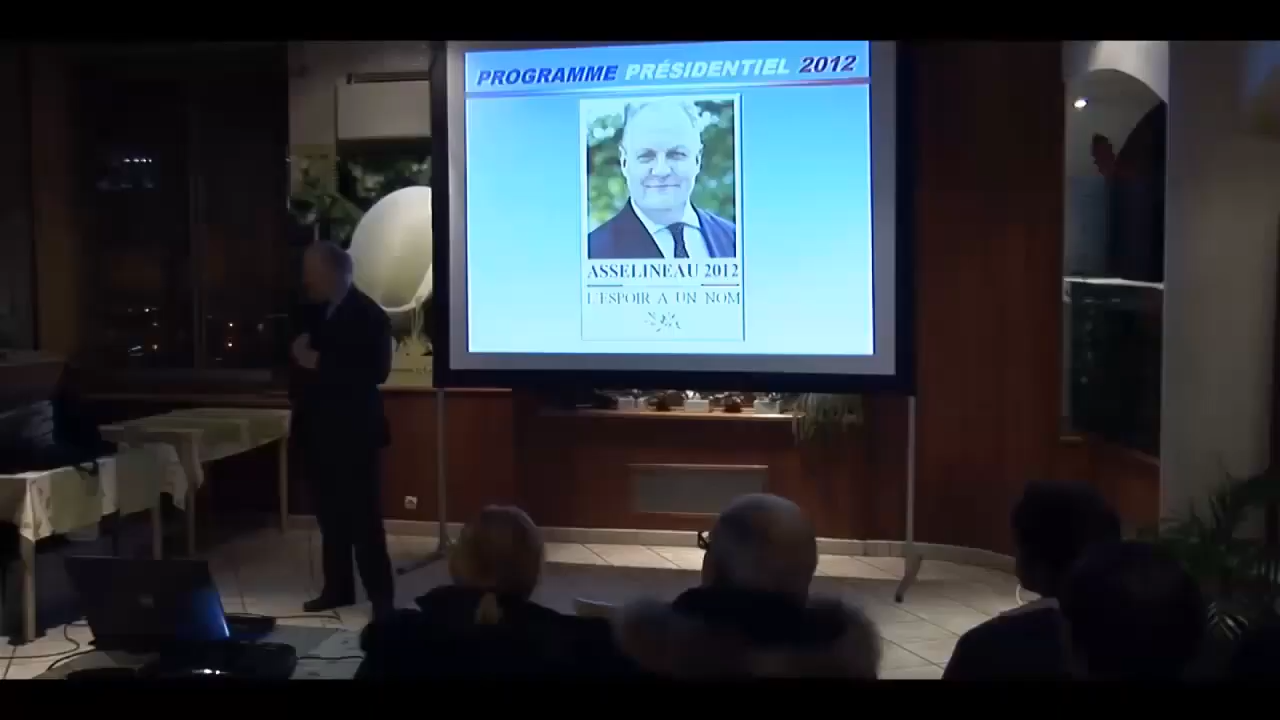 PROGRAMME PRÉSIDENTIEL 2012
ASSELINEAU 2012
L'ESPOIR A UN NOM